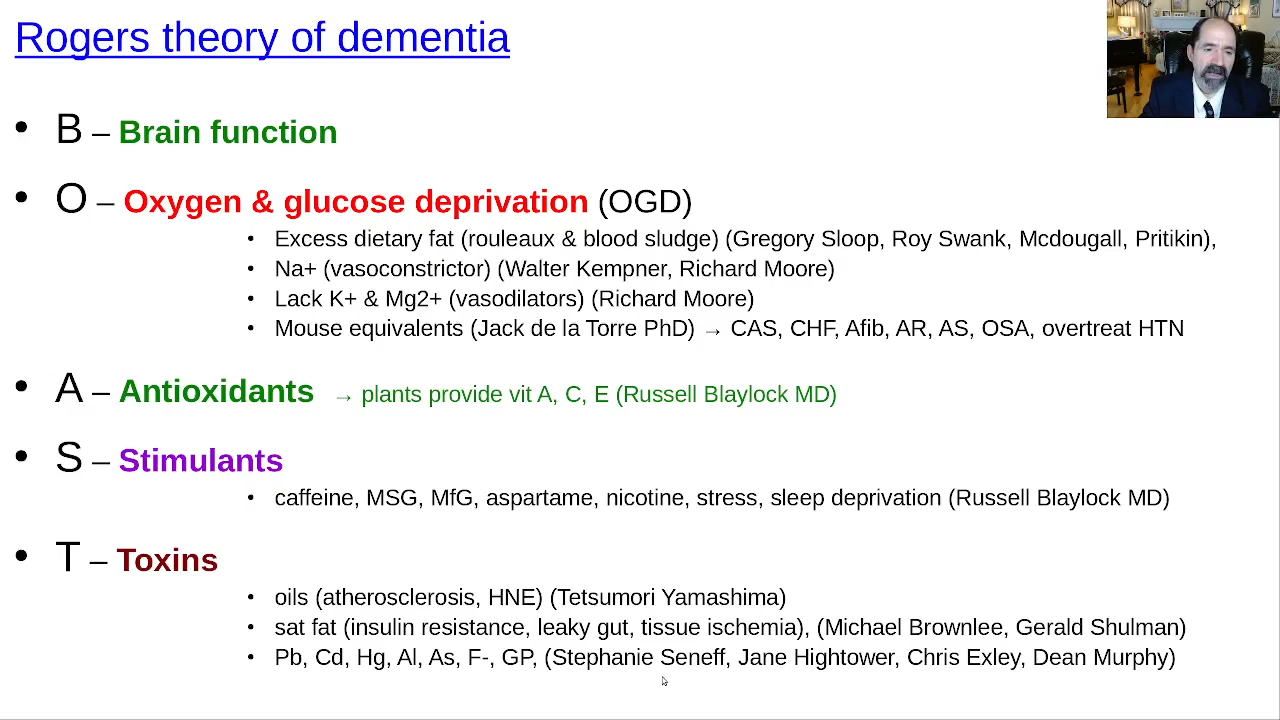 Rogers theory of dementia
• B – Brain function
• O – Oxygen & glucose deprivation (OGD)
• Excess dietary fat (rouleaux & blood sludge) (Gregory Sloop, Roy Swank, Mcdougall, Pritikin),
• Na+ (vasoconstrictor) (Walter Kempner, Richard Moore)
• Lack K+ & Mg2+ (vasodilators) (Richard Moore)
• Mouse equivalents (Jack de la Torre PhD) → CAS, CHF, Afib, AR, AS, OSA, overtreat HTN
• A – Antioxidants → plants provide vit A, C, E (Russell Blaylock MD)
• S – Stimulants
• caffeine, MSG, MfG, aspartame, nicotine, stress, sleep deprivation (Russell Blaylock MD)
• T – Toxins
• oils (atherosclerosis, HNE) (Tetsumori Yamashima)
• sat fat (insulin resistance, leaky gut, tissue ischemia), (Michael Brownlee, Gerald Shulman)
• Pb, Cd, Hg, Al, As, F-, GP, (Stephanie Seneff, Jane Hightower, Chris Exley, Dean Murphy)